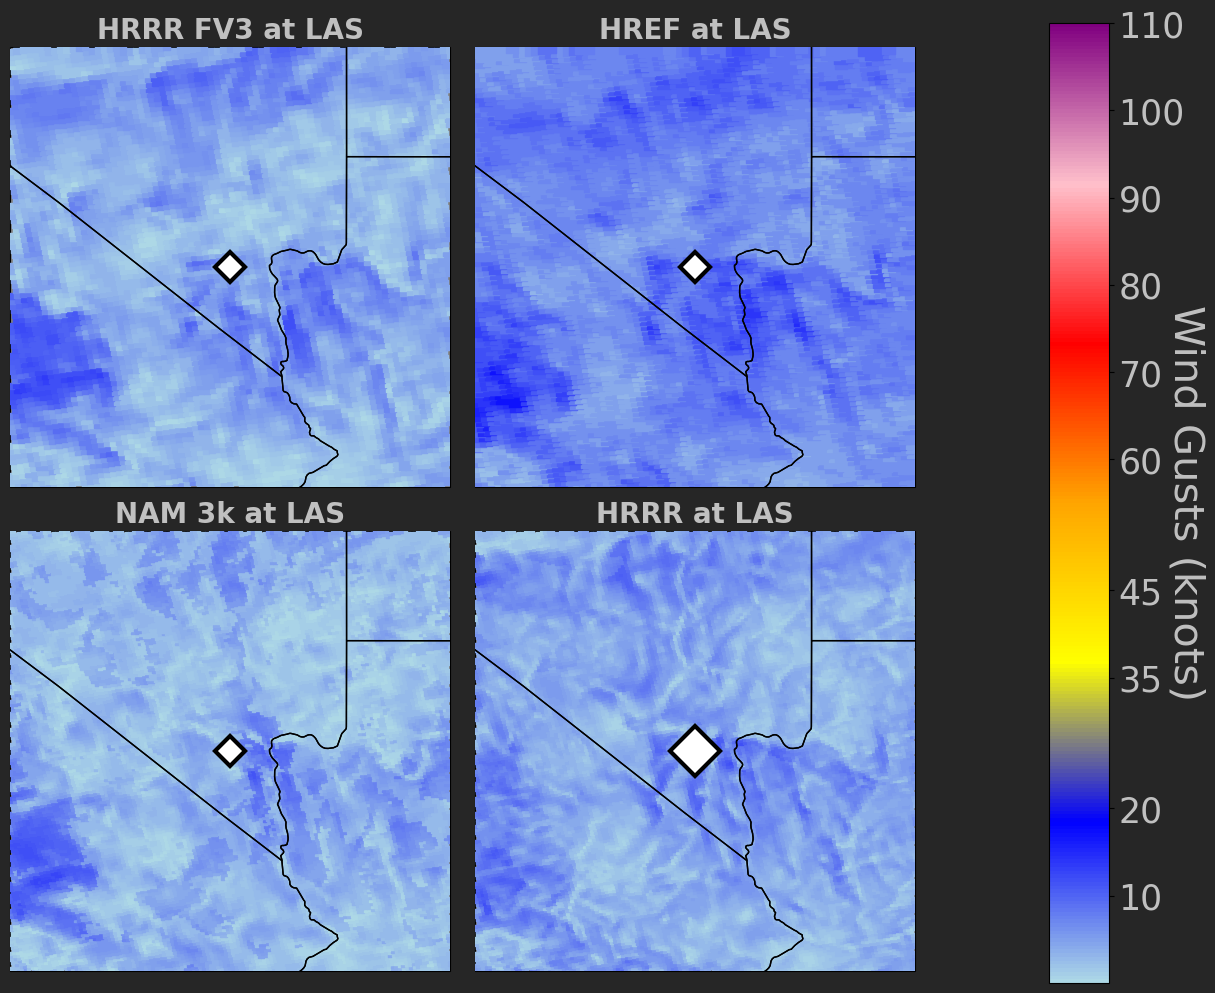 HRRR FV3 at LAS
HREF at LAS
NAM 3k at LAS
HRRR at LAS
110
100
90
80
70
60
45
35
20
10
Wind Gusts (knots)